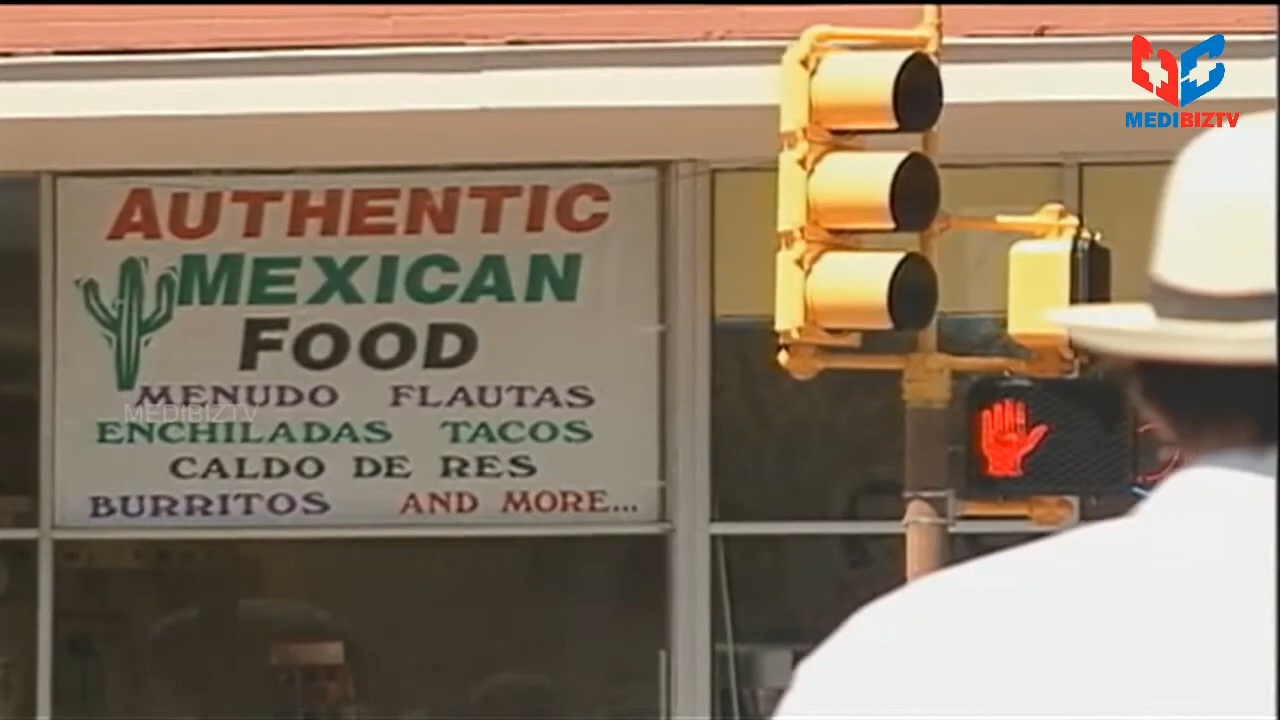 MEDIBIZTV
AUTHENTIC
MEXICAN
FOOD
MENUDO FLAUTAS
MEDIBIZTV
ENCHILADAS TACOS
CALDO DE RES
BURRITOS AND MORE...